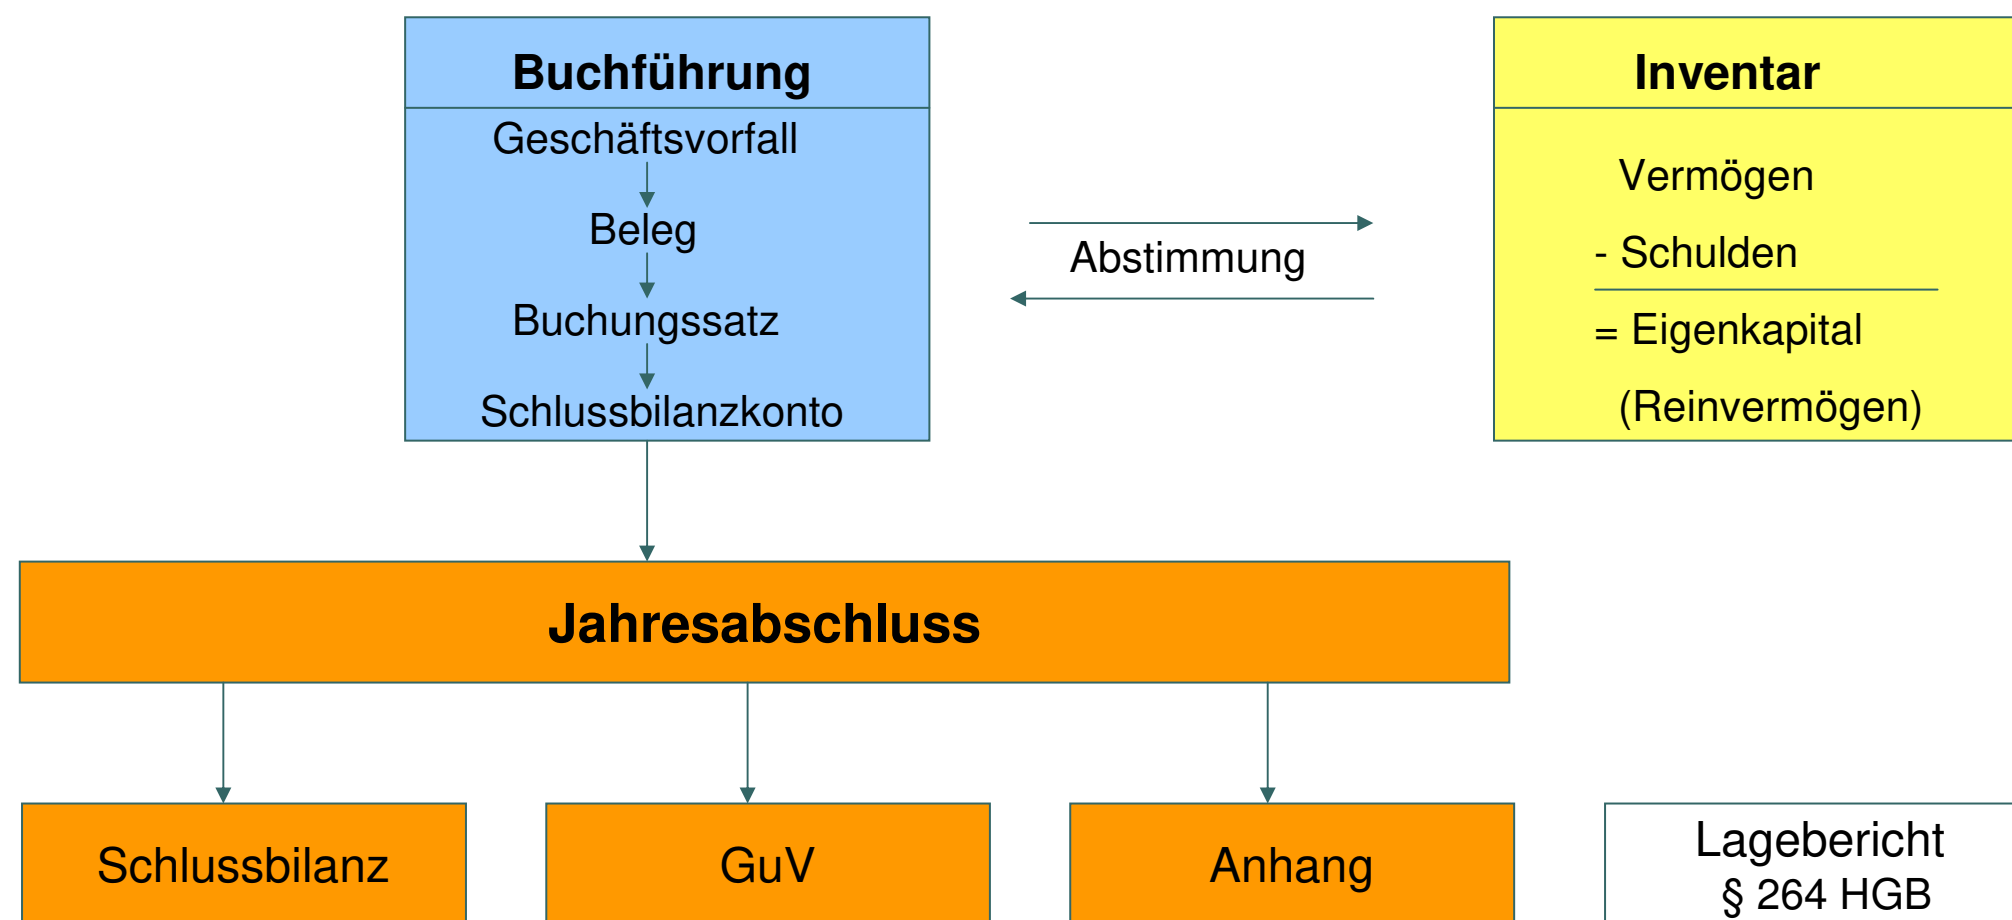 Buchführung
Geschäftsvorfall
Beleg
Buchungssatz
Schlussbilanzkonto
Abstimmung
Inventar
Vermögen
- Schulden
= Eigenkapital
(Reinvermögen)
Jahresabschluss
Schlussbilanz
GuV
Anhang
Lagebericht
§ 264 HGB